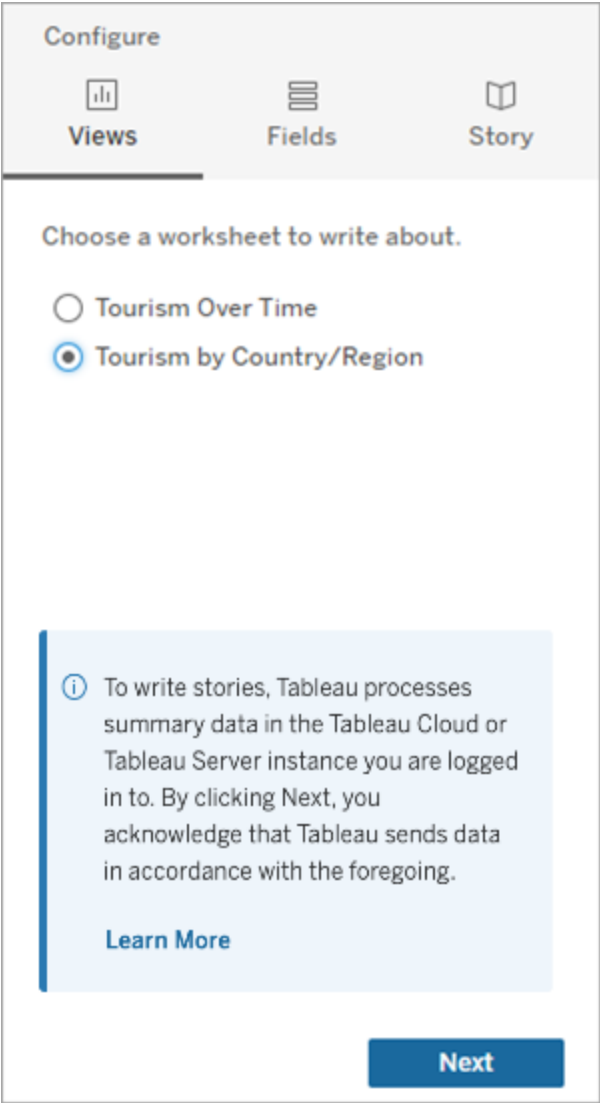 Configure
Views Fields Story
Choose a worksheet to write about.
Tourism Over Time
Tourism by Country/Region
To write stories, Tableau processes
summary data in the Tableau Cloud or
Tableau Server instance you are logged
in to. By clicking Next, you
acknowledge that Tableau sends data
in accordance with the foregoing.
Learn More
Next